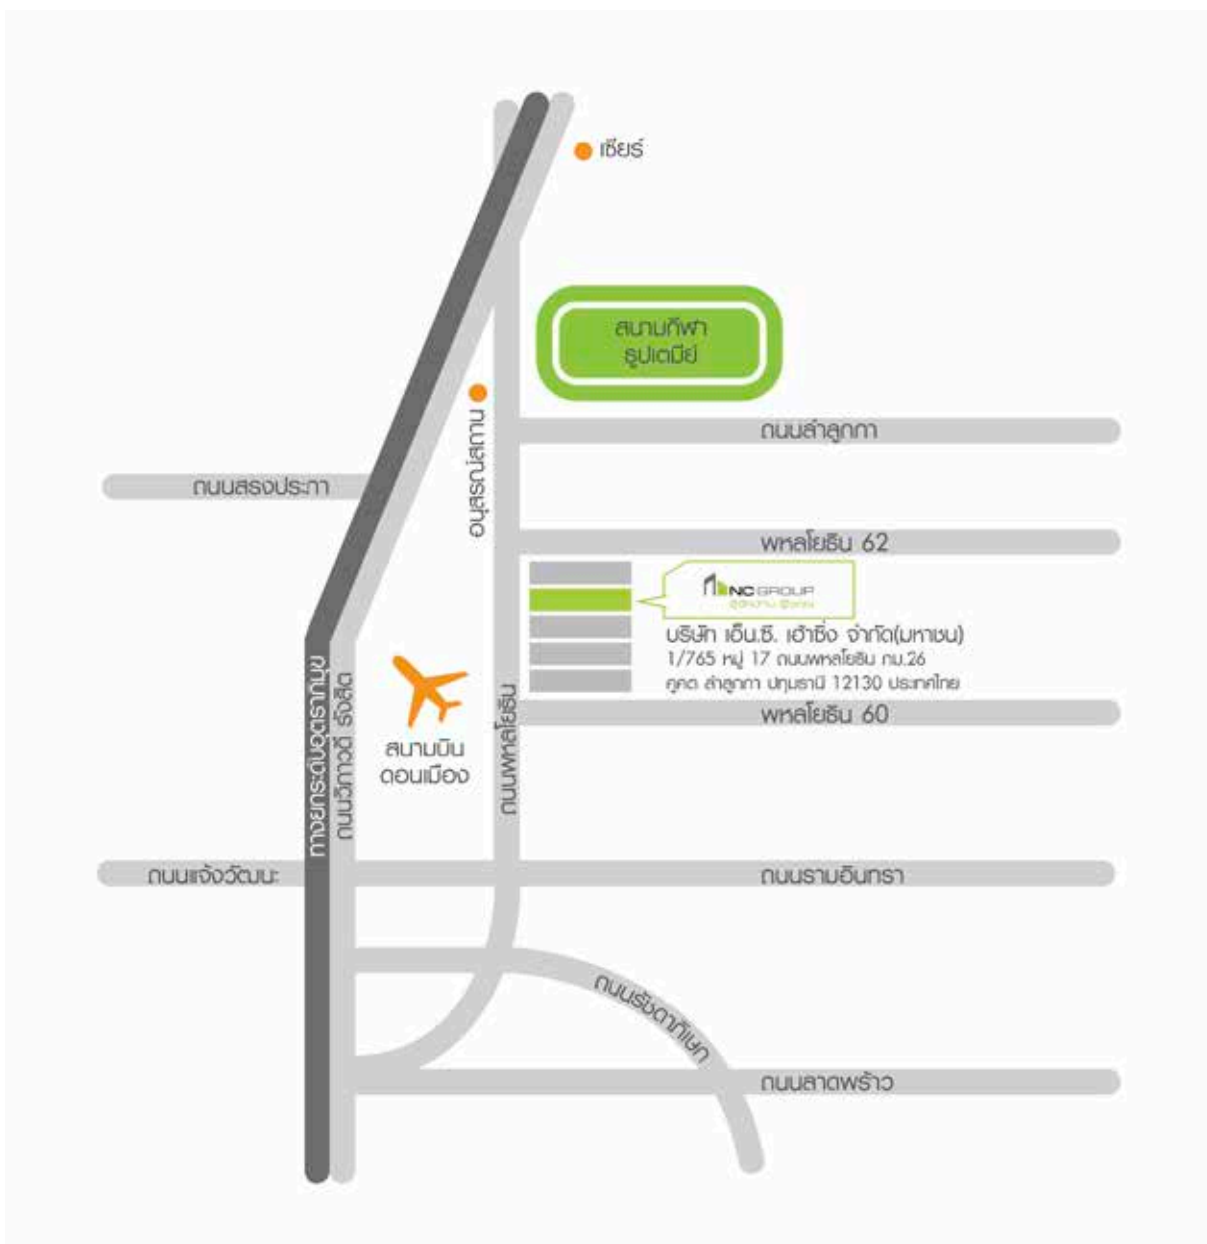 เซียร์
สนามกีฬา
ธูปเตมีย์
ถนนลำลูกกา
อนุสรณ์สถาน
ถนนสรงประภา
พหลโยธิน 62
NC GROUP
บริษัท เอ็น.ซี. เฮ้าซิ่ง จำกัด(มหาชน)
1/765 หมู่ 17 ถนนพหลโยธิน กม.26
คูคต ลำลูกกา ปทุมธานี 12130 ประเทศไทย
พหลโยธิน 60
ทางยกระดับอุตราภิมุข
ถนนวิภาวดี รังสิต
สนามบิน
ดอนเมือง
ถนนพหลโยธิน
ถนนแจ้งวัฒนะ
ถนนรามอินทรา
ถนนรัชดาภิเษก
ถนนลาดพร้าว